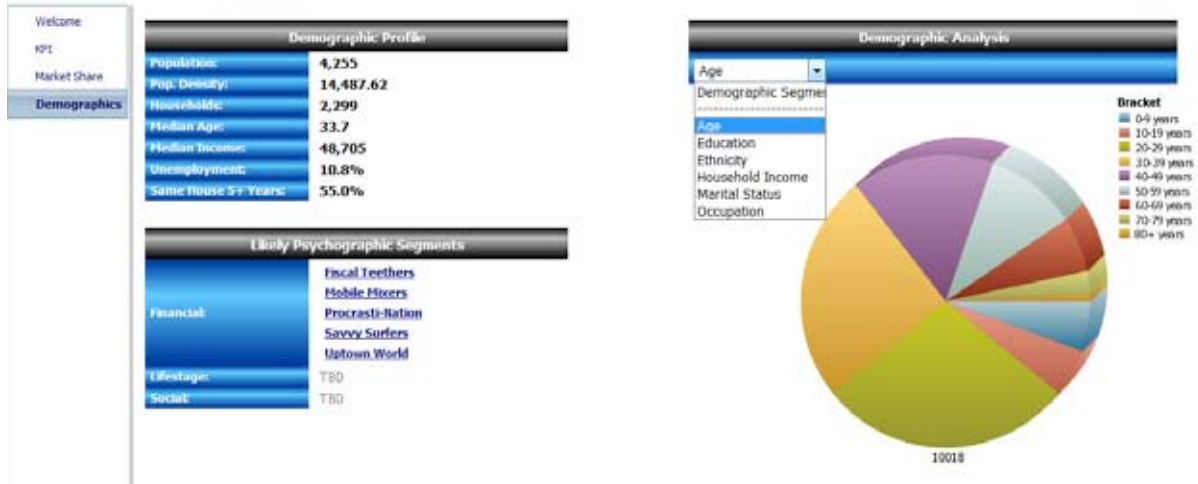 Welcome
KPI
Market Share
Demographics
Demographic Profile
Population: 4,255
Pop. Density: 14,487.62
Households: 2,299
Median Age: 33.7
Median Income: 48,705
Unemployment: 10.8%
Same House 5+ Years: 55.0%
Likely Psychographic Segments
Financial:
Fiscal Teethers
Mobile Mixers
Procrasti-Nation
Savvy Surfers
Uptown World
Lifestage: TBD
Social: TBD
Demographic Analysis
Age
Demographic Segmen
--------------------
Age
Education
Ethnicity
Household Income
Marital Status
Occupation
Bracket
0-9 years
10-19 years
20-29 years
30-39 years
40-49 years
50-59 years
60-69 years
70-79 years
80+ years
10018